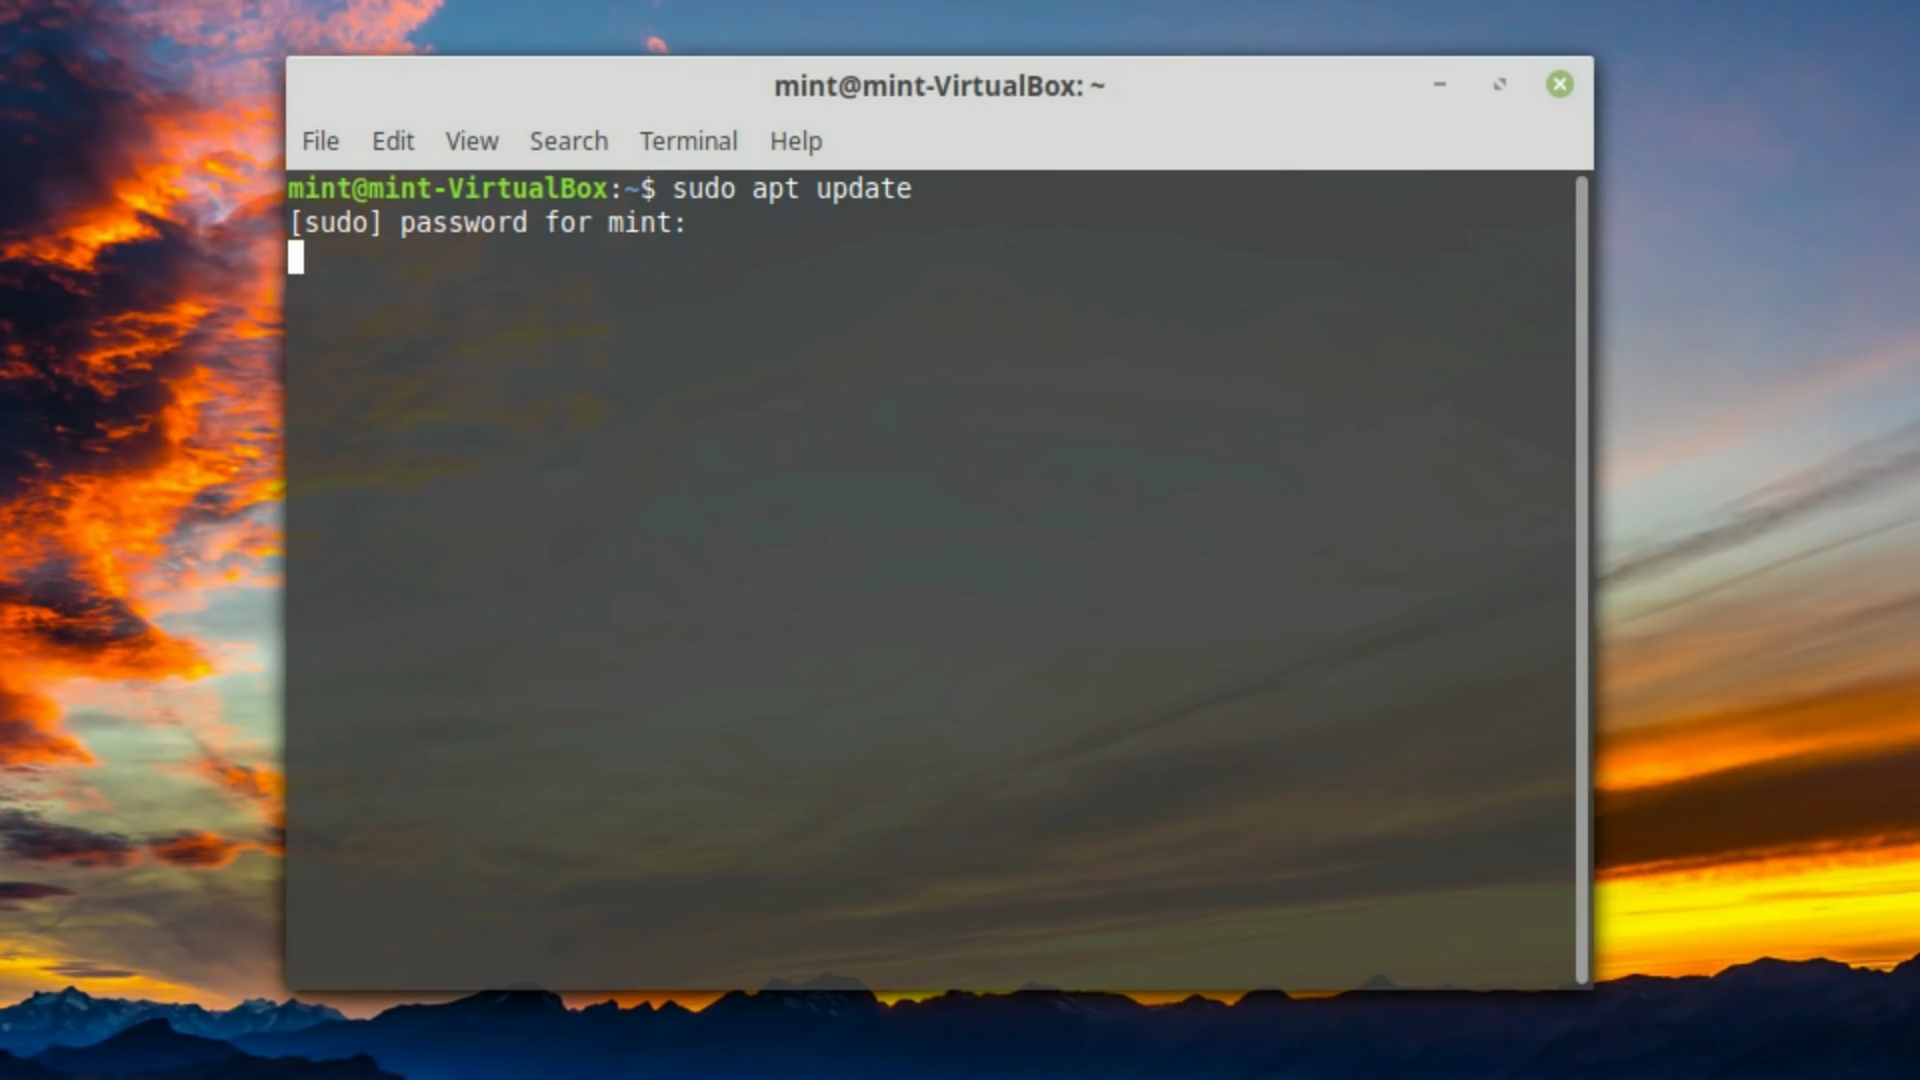 mint@mint-VirtualBox: ~
File Edit View Search Terminal Help
mint@mint-VirtualBox:~$ sudo apt update
[sudo] password for mint: